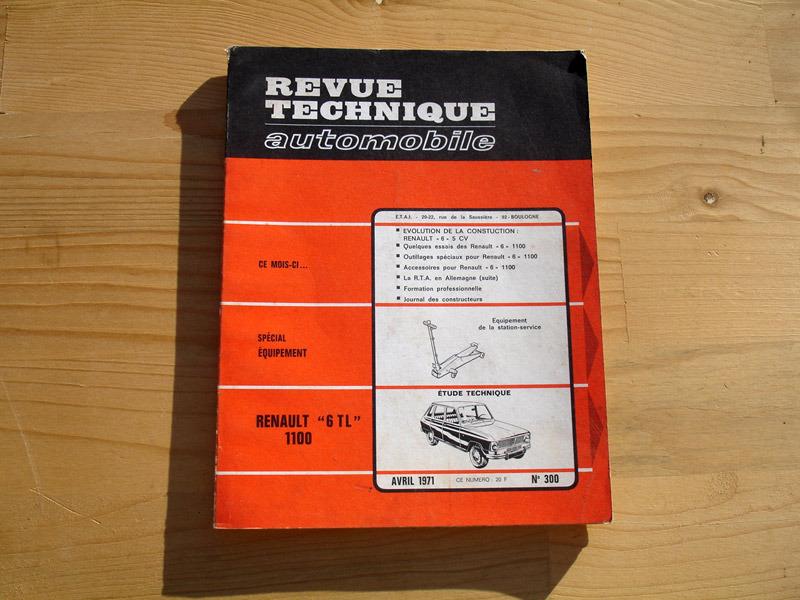 REVUE
TECHNIQUE
automobile
E.T.A.I. - 20-22, rue de la Saussière - 92-BOULOGNE
CE MOIS-CI...
■ EVOLUTION DE LA CONSTUCTION :
RENAULT « 6 » 5 CV
■ Quelques essais des Renault « 6 » 1100
■ Outillages spéciaux pour Renault « 6 » 1100
■ Accessoires pour Renault « 6 » 1100
■ La R.T.A. en Allemagne (suite)
■ Formation professionnelle
■ Journal des constructeurs
SPÉCIAL
ÉQUIPEMENT
Equipement
de la station-service
RENAULT "6 TL"
1100
ÉTUDE TECHNIQUE
AVRIL 1971 CE NUMERO : 20 F N° 300